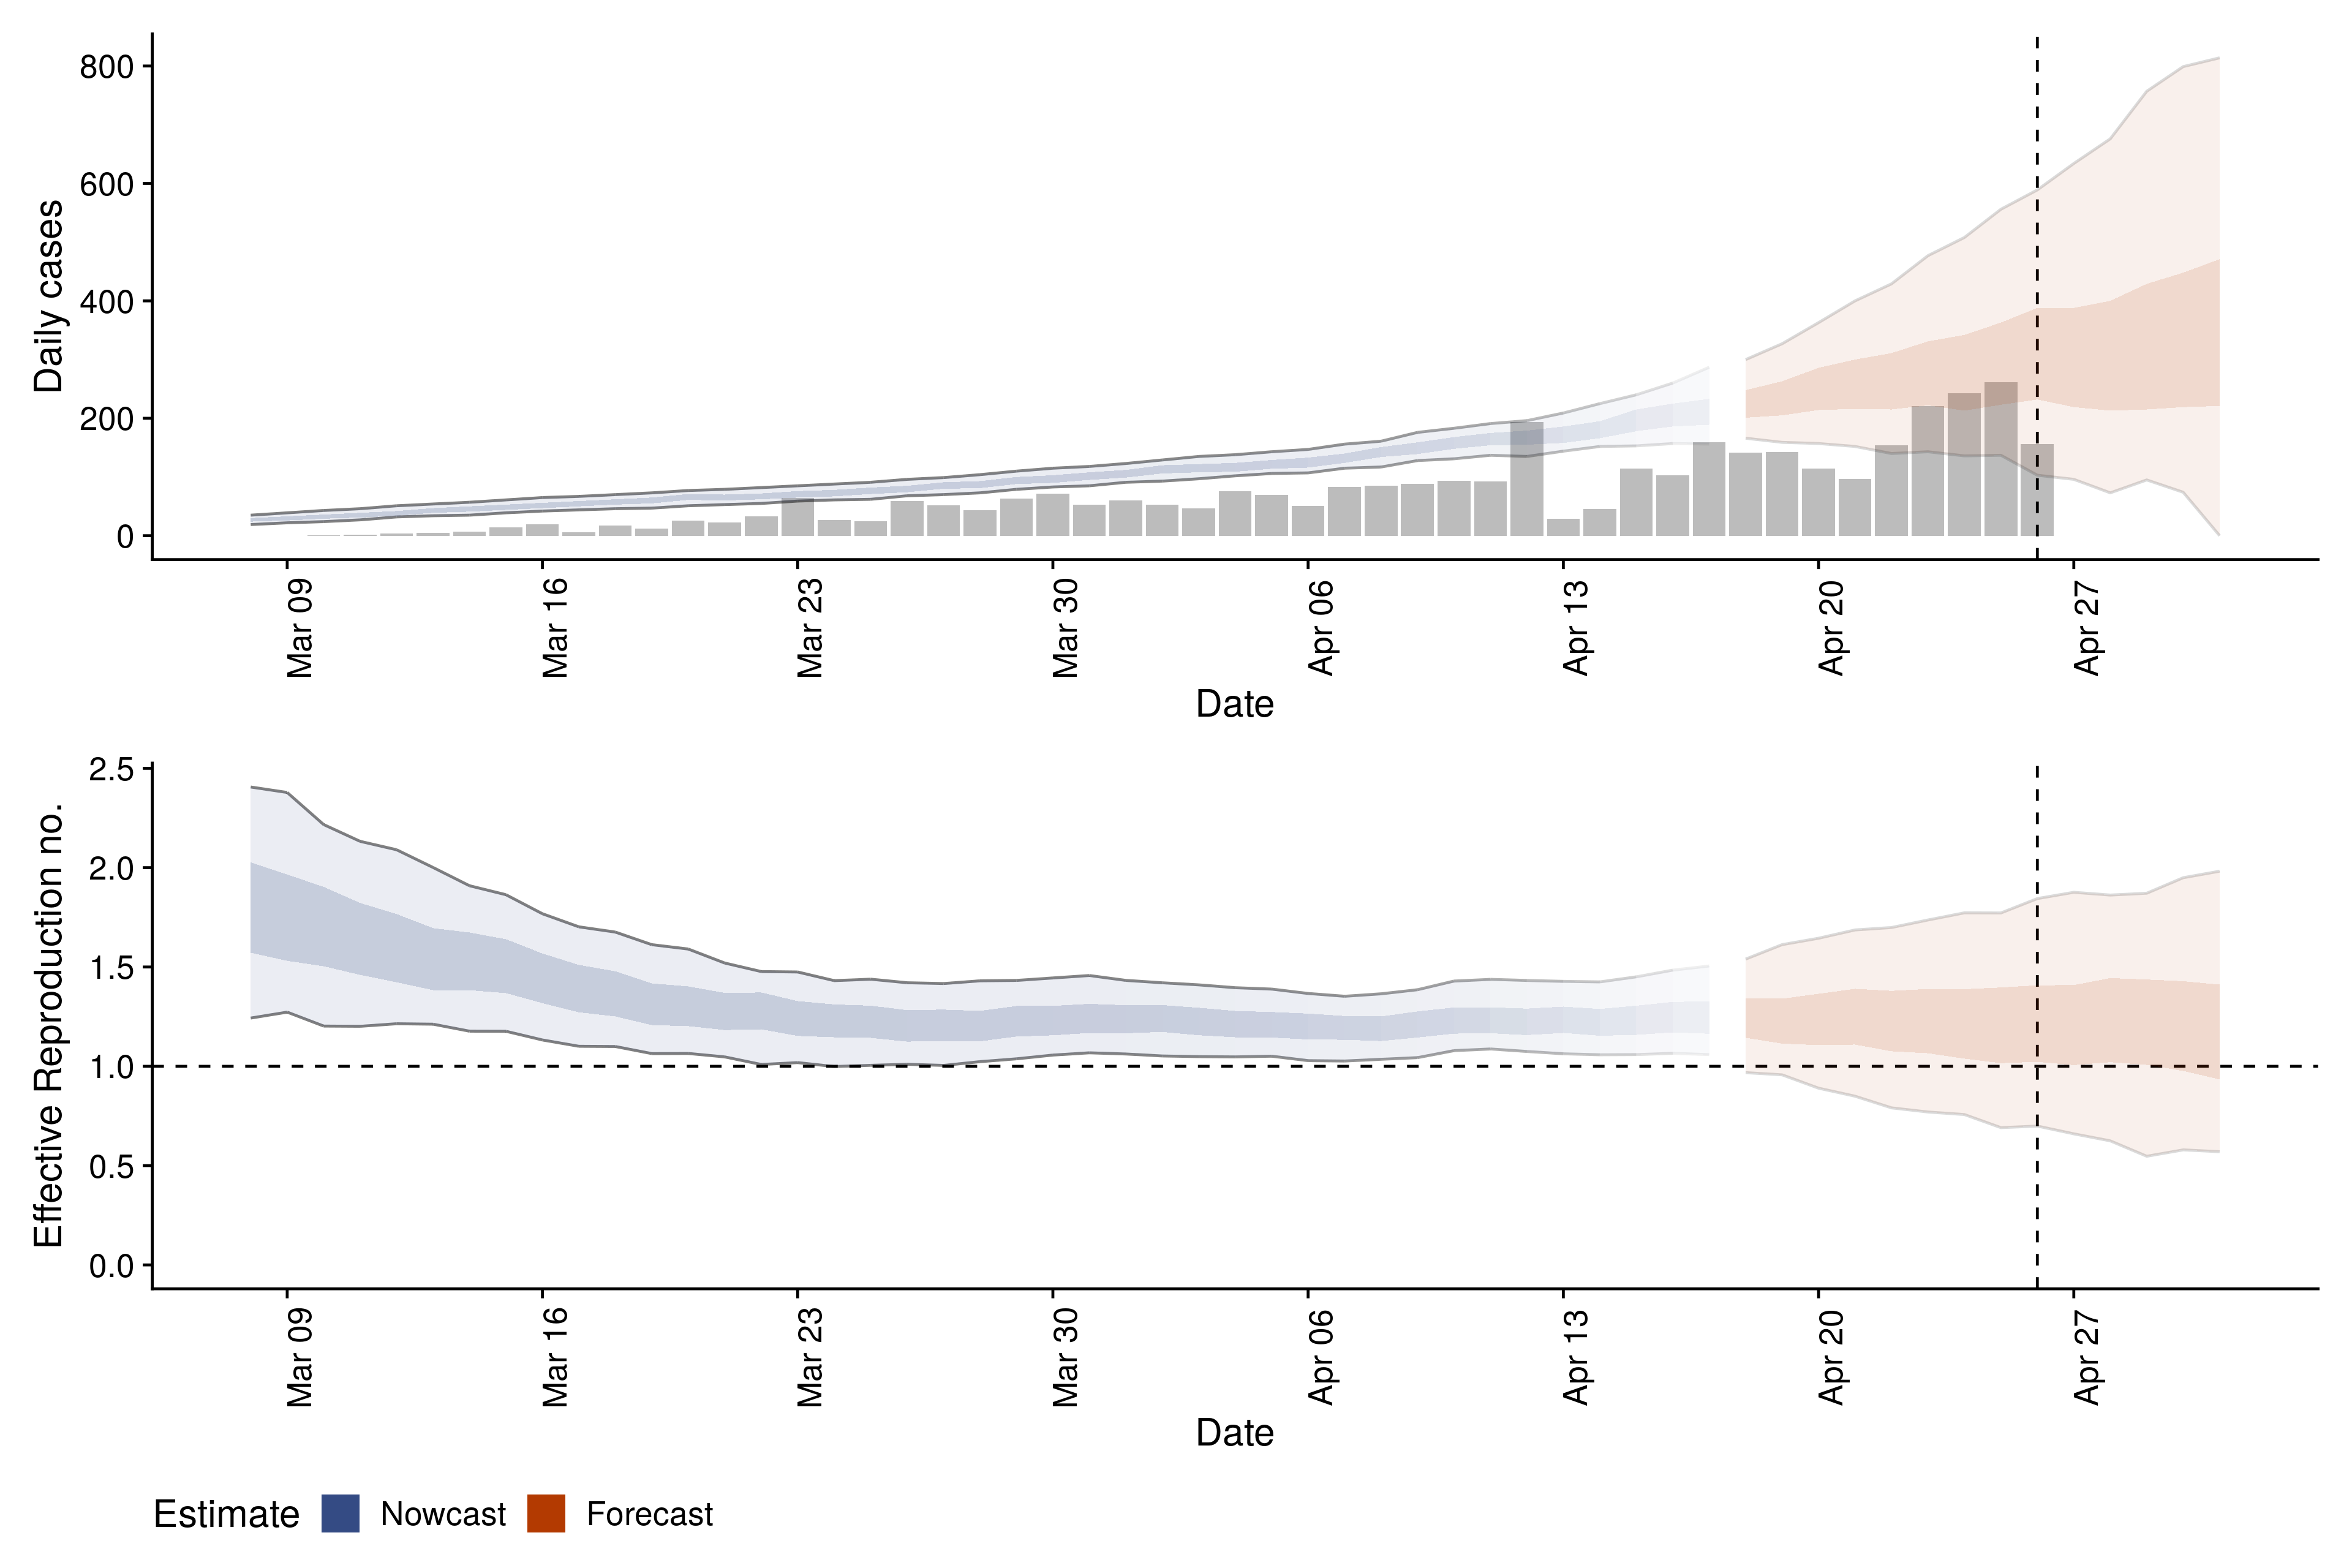 Daily cases
800
600
400
200
0
Mar 09
Mar 16
Mar 23
Mar 30
Apr 06
Apr 13
Apr 20
Apr 27
Date
Effective Reproduction no.
2.5
2.0
1.5
1.0
0.5
0.0
Mar 09
Mar 16
Mar 23
Mar 30
Apr 06
Apr 13
Apr 20
Apr 27
Date
Estimate Nowcast Forecast